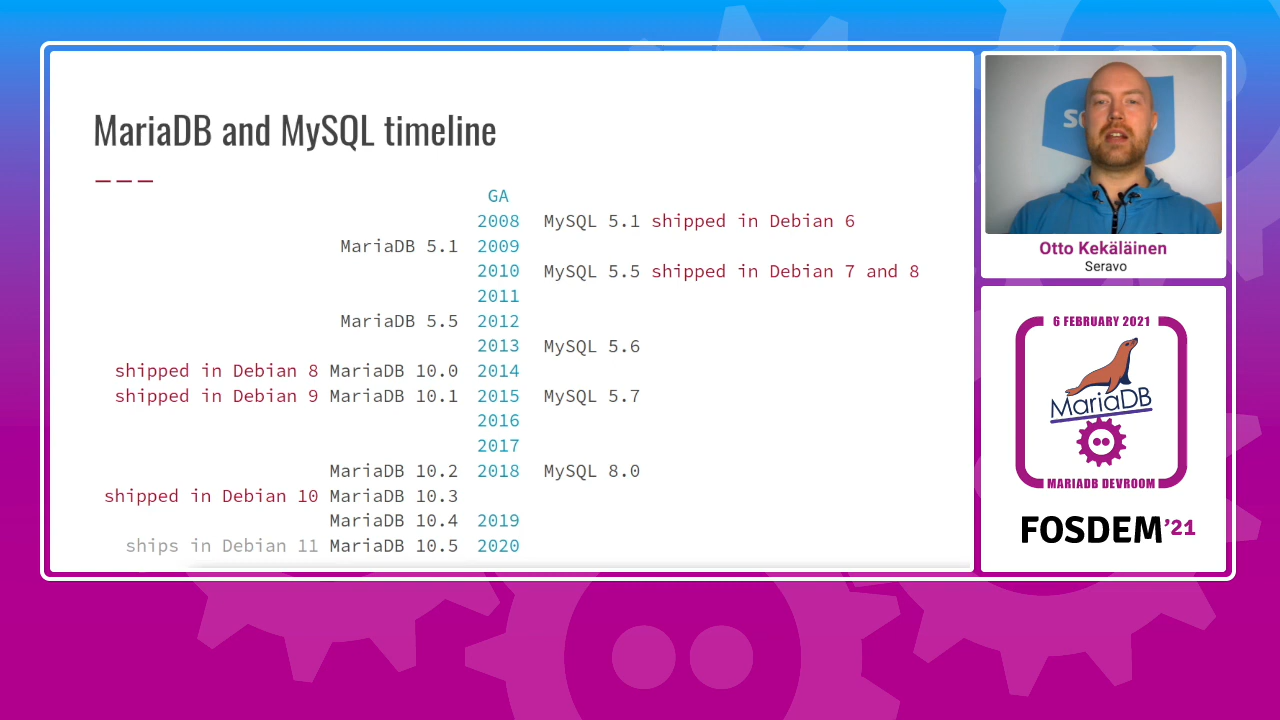 MariaDB and MySQL timeline
GA
2008 MySQL 5.1 shipped in Debian 6
MariaDB 5.1 2009
2010 MySQL 5.5 shipped in Debian 7 and 8
2011
MariaDB 5.5 2012
2013 MySQL 5.6
shipped in Debian 8 MariaDB 10.0 2014
shipped in Debian 9 MariaDB 10.1 2015 MySQL 5.7
2016
2017
MariaDB 10.2 2018 MySQL 8.0
shipped in Debian 10 MariaDB 10.3
MariaDB 10.4 2019
ships in Debian 11 MariaDB 10.5 2020
Otto Kekäläinen
Seravo
6 FEBRUARY 2021
MariaDB
MARIADB DEVROOM
FOSDEM'21